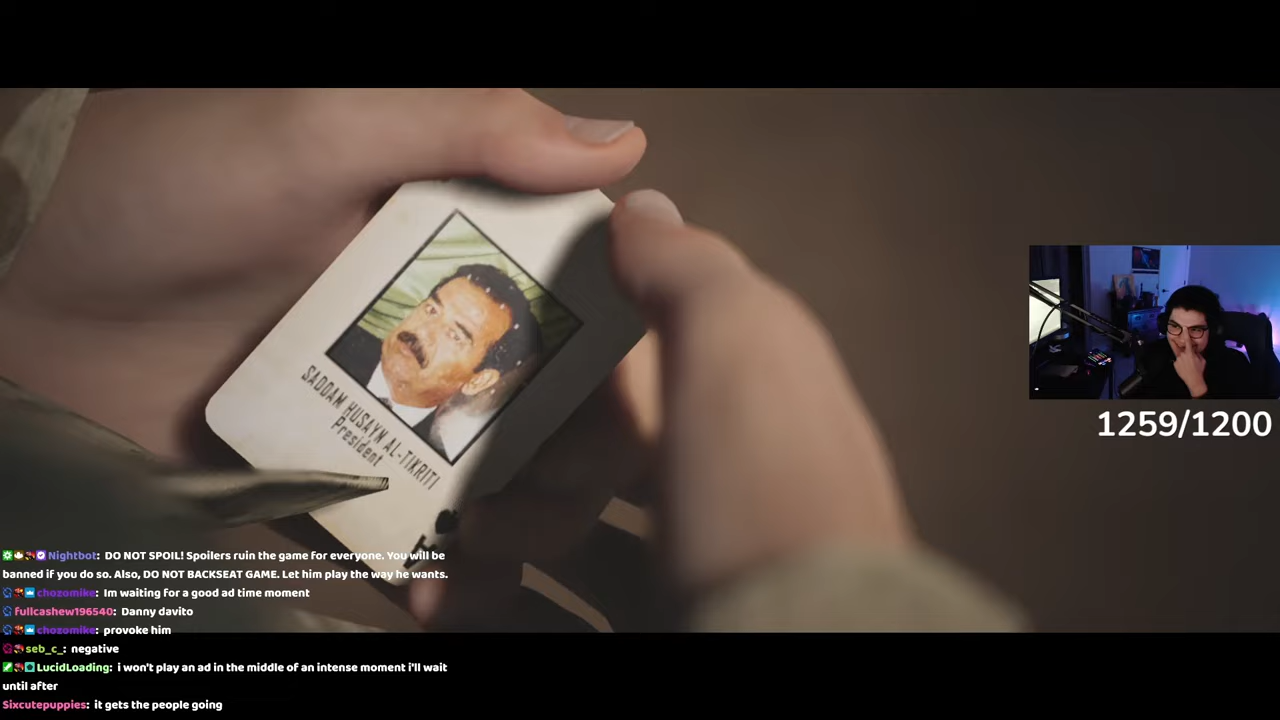 SADDAM HUSAYN AL-TIKRITI
President
A
1259/1200
Nightbot: DO NOT SPOIL! Spoilers ruin the game for everyone. You will
banned if you do so. Also, DO NOT BACKSEAT GAME. Let him play the way he wants.
chozomike: Im waiting for a good ad time moment
fullcashew196540: Danny davito
chozomike: provoke him
seb_c_: negative
LucidLoading: i won't play an ad in the middle of an intense moment i'll wait
until after
Sixcutepuppies: it gets the people going